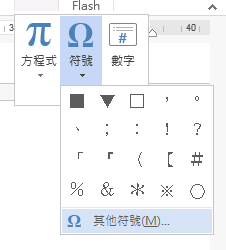 Flash
40
方程式 符號 數字
■ ▼ □ ， 。
、 ； ： ！ ？
「 『 （ 【 #
% & * ※ ○
其他符號(M)...